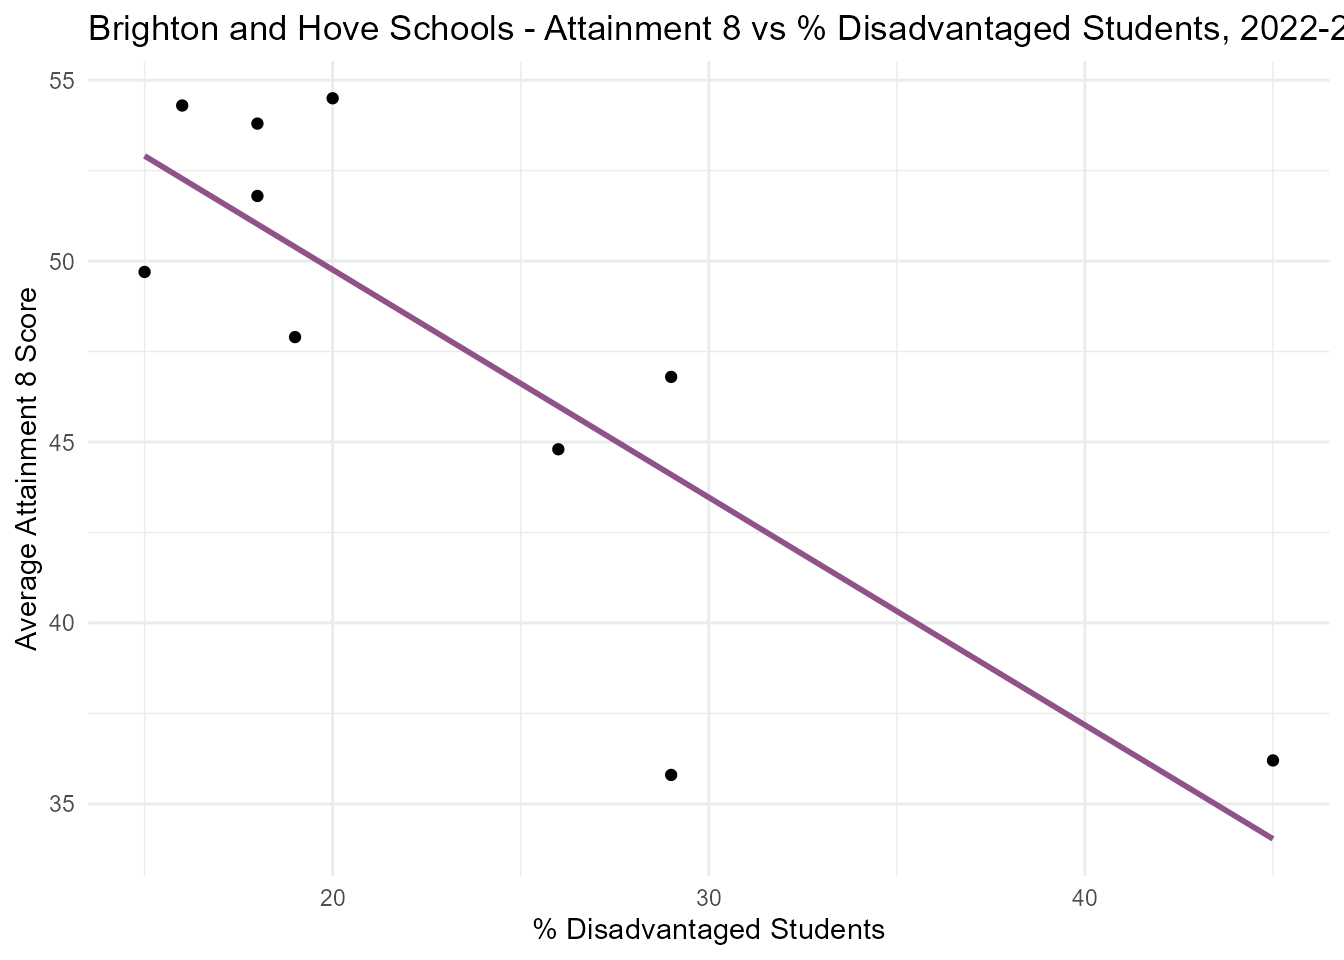 Brighton and Hove Schools - Attainment 8 vs % Disadvantaged Students, 2022-2
55
50
45
40
35
Average Attainment 8 Score
20
30
40
% Disadvantaged Students